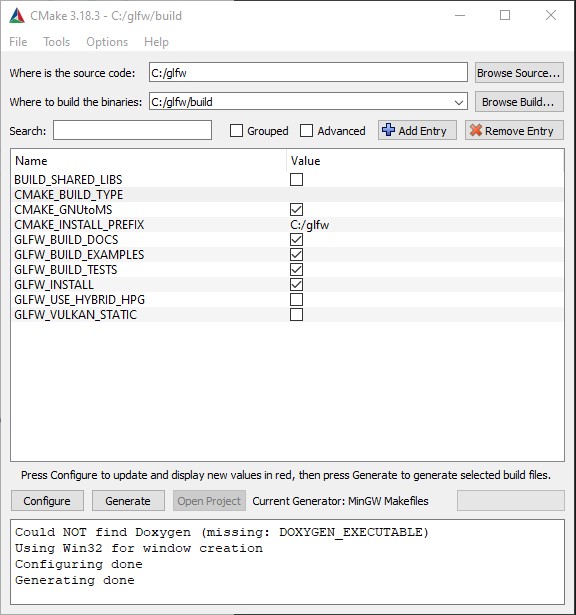 CMake 3.18.3 - C:/glfw/build
File Tools Options Help
Where is the source code: C:/glfw Browse Source...
Where to build the binaries: C:/glfw/build Browse Build...
Search: Grouped Advanced Add Entry Remove Entry
Name Value
BUILD_SHARED_LIBS
CMAKE_BUILD_TYPE
CMAKE_GNUtoMS
CMAKE_INSTALL_PREFIX C:/glfw
GLFW_BUILD_DOCS
GLFW_BUILD_EXAMPLES
GLFW_BUILD_TESTS
GLFW_INSTALL
GLFW_USE_HYBRID_HPG
GLFW_VULKAN_STATIC
Press Configure to update and display new values in red, then press Generate to generate selected build files.
Configure Generate Open Project Current Generator: MinGW Makefiles
Could NOT find Doxygen (missing: DOXYGEN_EXECUTABLE)
Using Win32 for window creation
Configuring done
Generating done